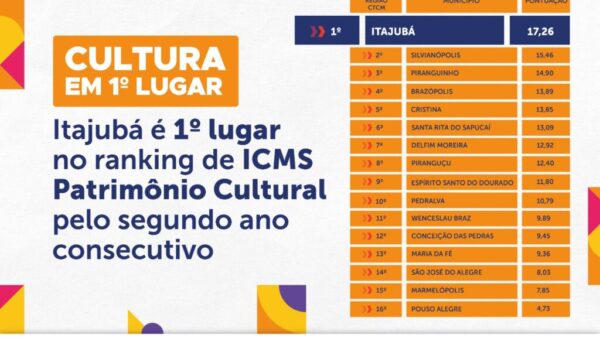 CULTURA
EM 1º LUGAR
Itajubá é 1º lugar
no ranking de ICMS
Patrimônio Cultural
pelo segundo ano
consecutivo
REGIÃO CTCM MUNICÍPIO PONTUAÇÃO
1º ITAJUBÁ 17,26
2º SILVIANÓPOLIS 15,46
3º PIRANGUINHO 14,90
4º BRAZÓPOLIS 13,89
5º CRISTINA 13,85
6º SANTA RITA DO SAPUCAÍ 13,09
7º DELFIM MOREIRA 12,92
8º PIRANGUÇU 12,40
9º ESPÍRITO SANTO DO DOURADO 11,80
10º PEDRALVA 10,79
11º WENCESLAU BRAZ 9,89
12º CONCEIÇÃO DAS PEDRAS 9,45
13º MARIA DA FÉ 9,36
14º SÃO JOSÉ DO ALEGRE 8,03
15º MARMELÓPOLIS 7,85
16º POUSO ALEGRE 4,73